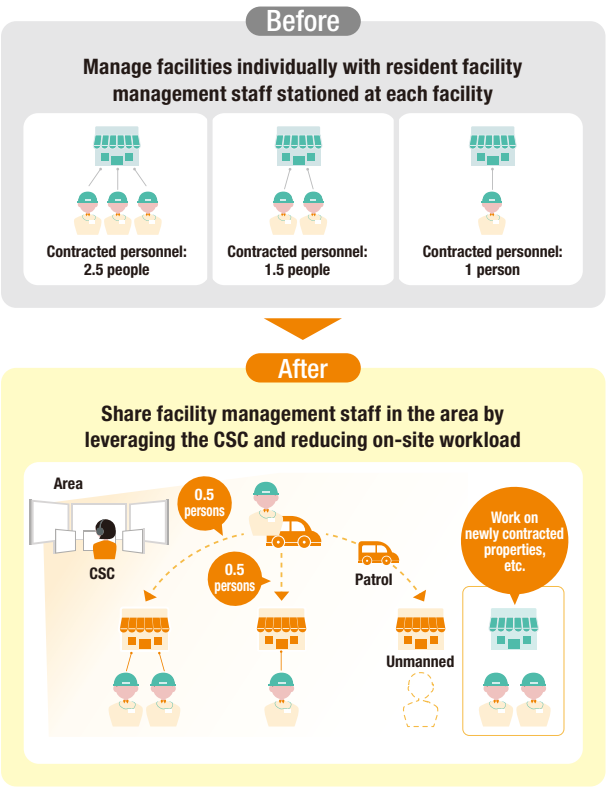 Before
Manage facilities individually with resident facility
management staff stationed at each facility
Contracted personnel:
2.5 people
Contracted personnel:
1.5 people
Contracted personnel:
1 person
After
Share facility management staff in the area by
leveraging the CSC and reducing on-site workload
Area
CSC
0.5
persons
0.5
persons
Patrol
Unmanned
Work on
newly contracted
properties,
etc.